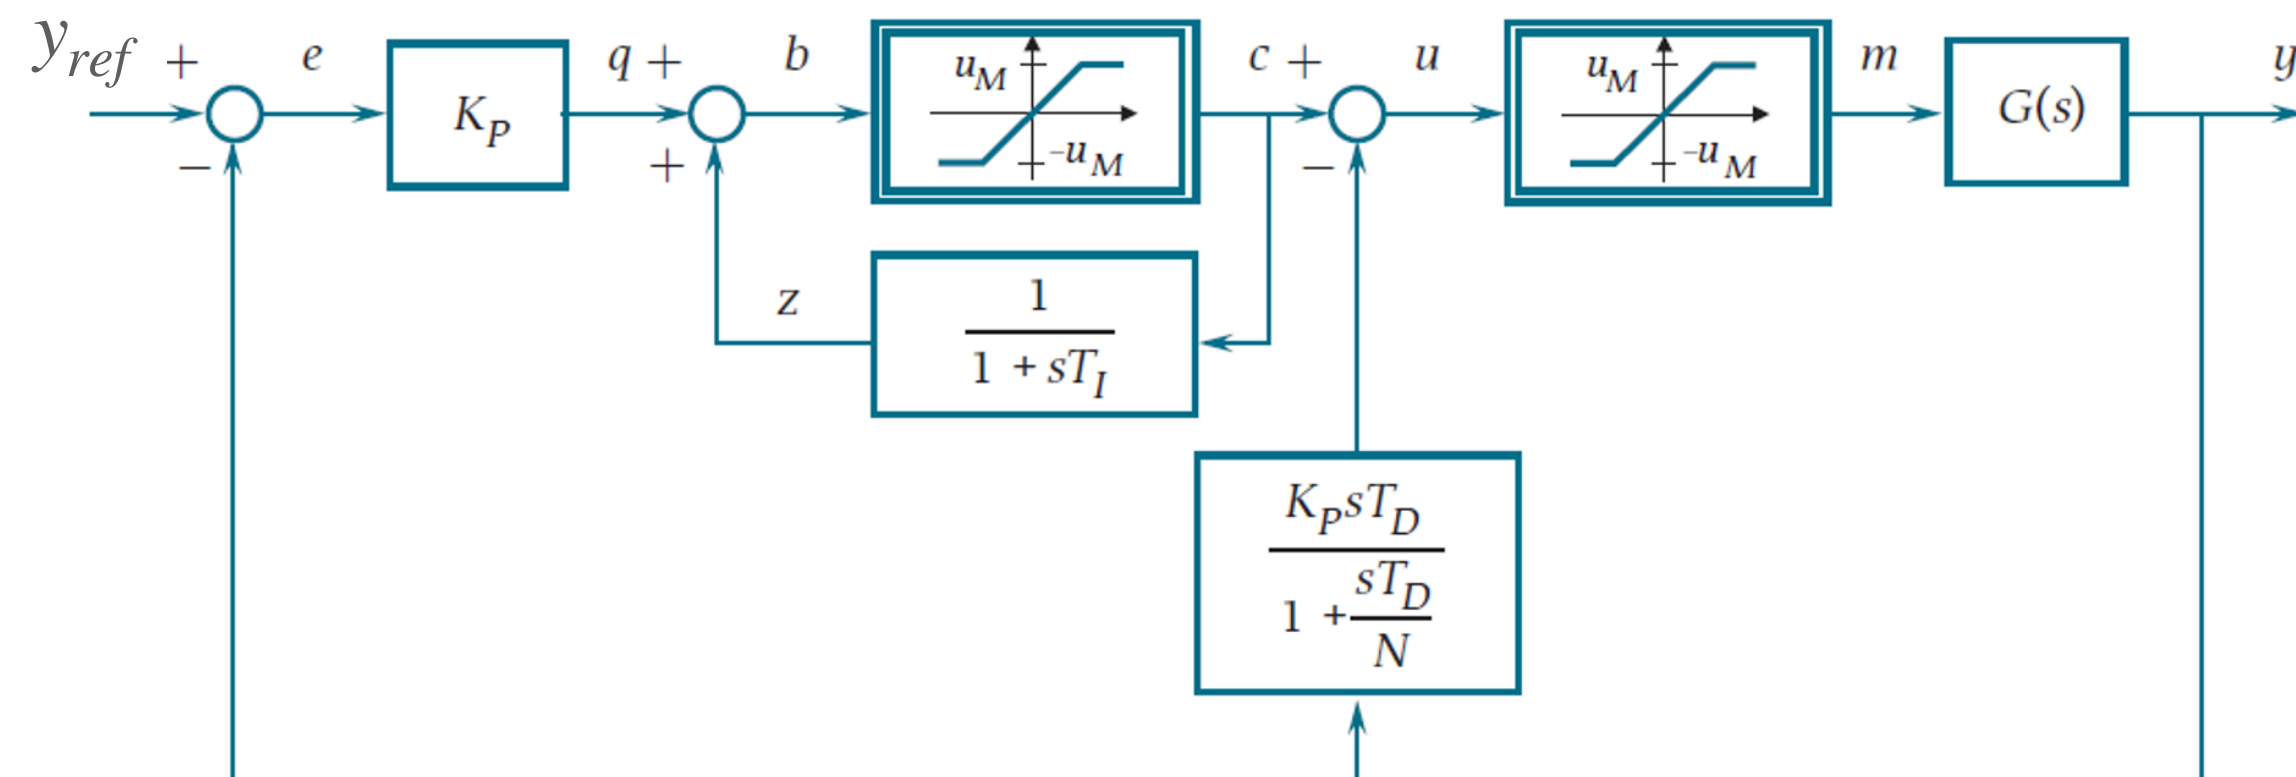 y_ref + e K_P q + b u_M -u_M c + u u_M -u_M m G(s) y
− + −
z
1
1 + sT_I
K_P sT_D
sT_D
1 +
N